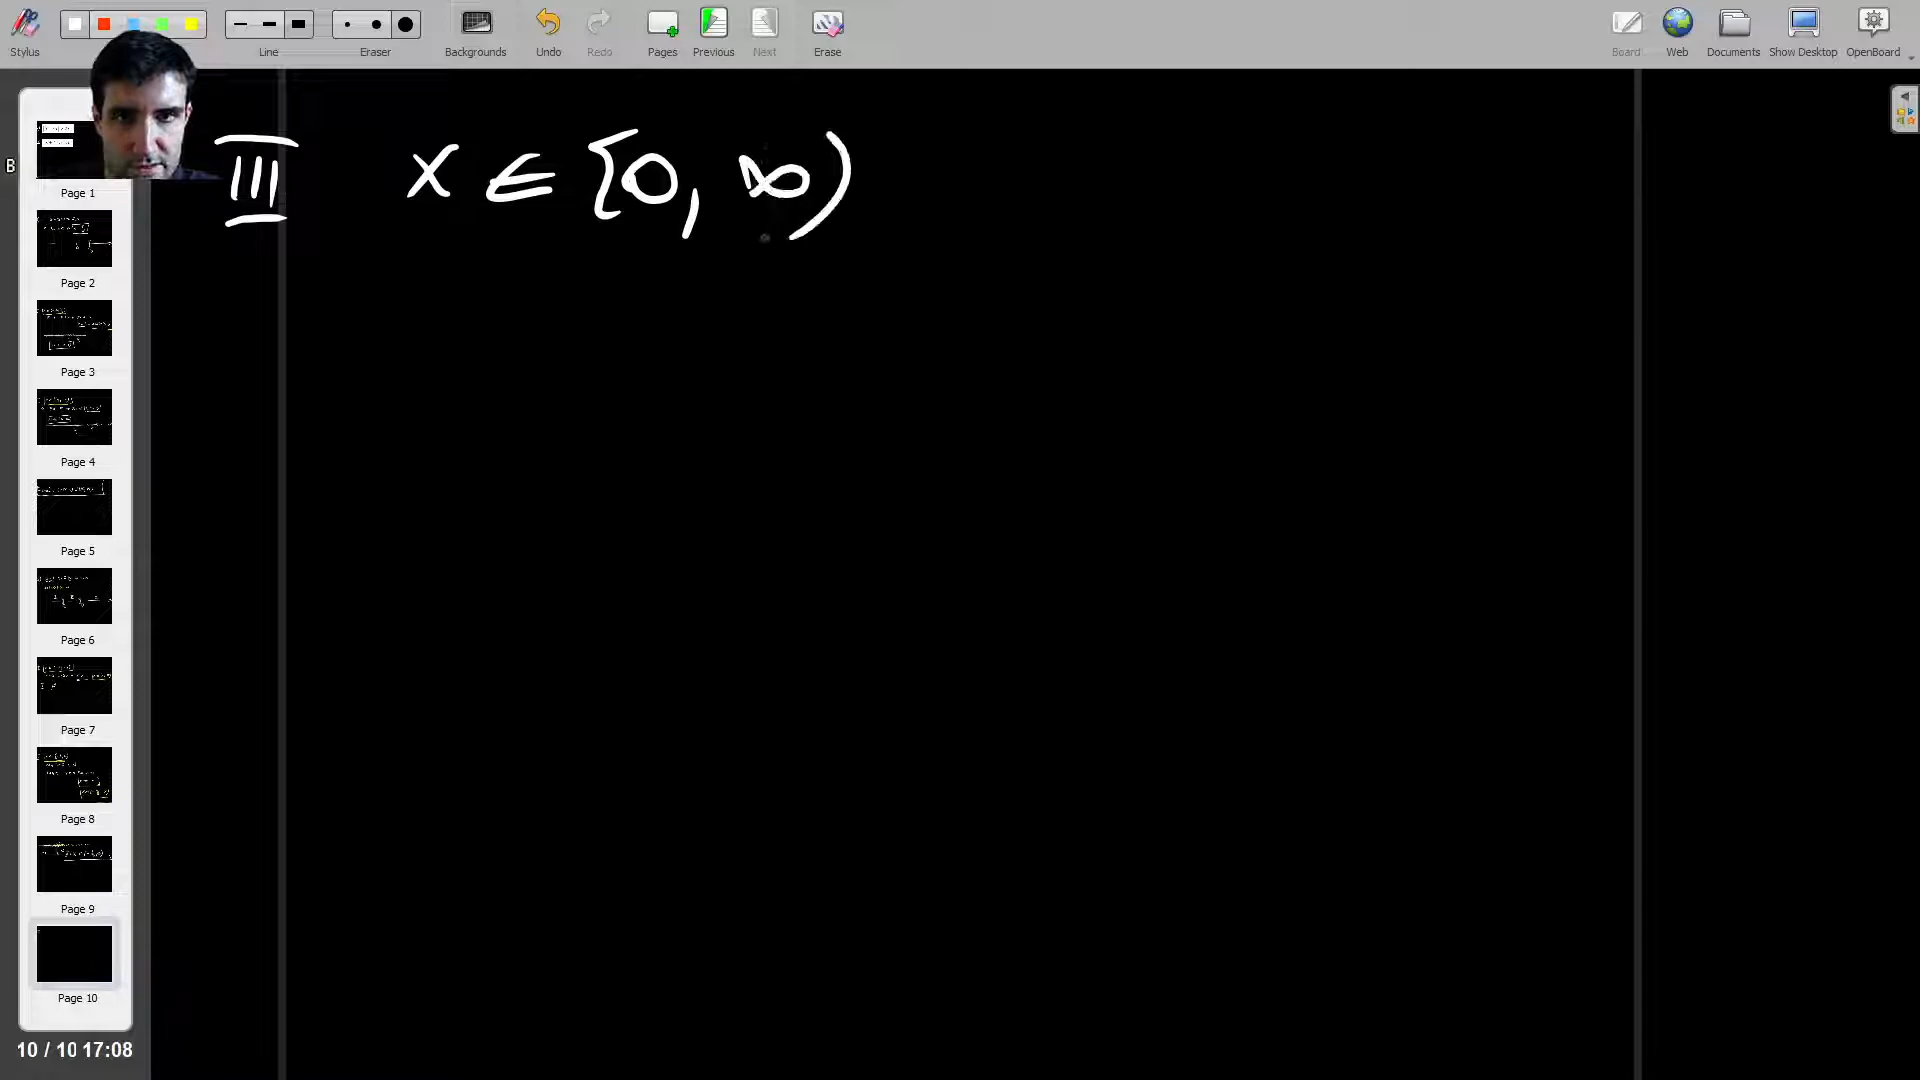 Stylus
Line
Eraser
Backgrounds
Undo
Redo
Pages
Previous
Next
Erase
Board
Web
Documents
Show Desktop
OpenBoard
B
III x ∈ [0, ∞)
Page 1
Page 2
Page 3
Page 4
Page 5
Page 6
Page 7
Page 8
Page 9
Page 10
10 / 10 17:08